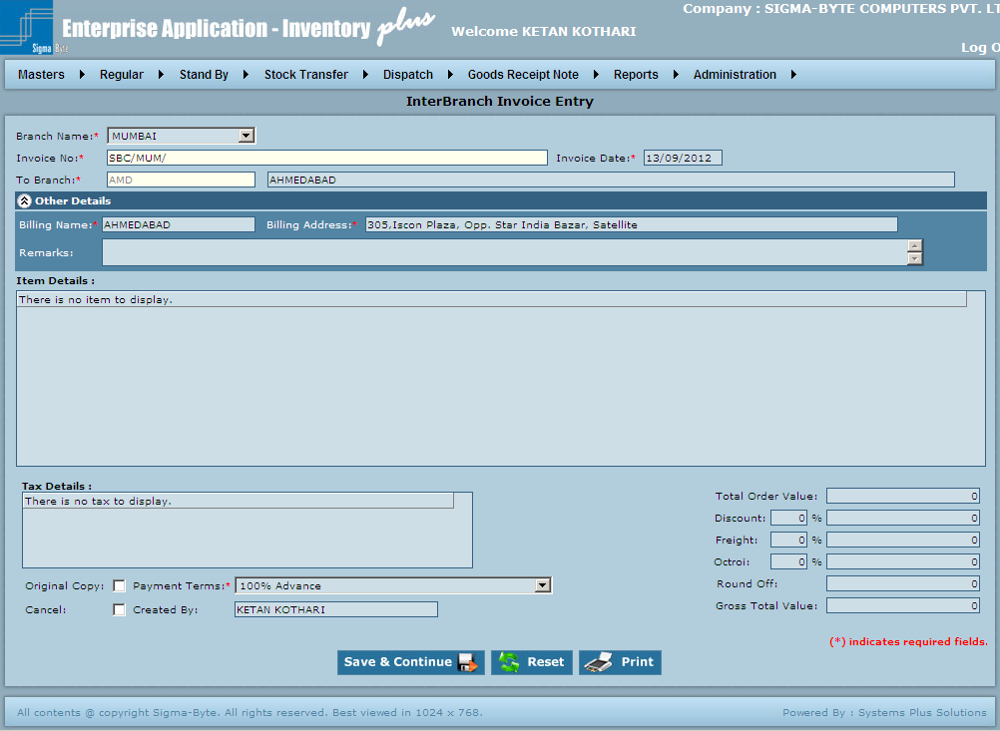 Company : SIGMA-BYTE COMPUTERS PVT. LT
Enterprise Application - Inventory plus
Welcome KETAN KOTHARI
Sigma Byte
Log O
Masters Regular Stand By Stock Transfer Dispatch Goods Receipt Note Reports Administration
InterBranch Invoice Entry
Branch Name:* MUMBAI
Invoice No:* SBC/MUM/ Invoice Date:* 13/09/2012
To Branch:* AMD AHMEDABAD
Other Details
Billing Name:* AHMEDABAD Billing Address:* 305,Iscon Plaza, Opp. Star India Bazar, Satellite
Remarks:
Item Details :
There is no item to display.
Tax Details :
There is no tax to display.
Total Order Value: 0
Discount: 0 % 0
Freight: 0 % 0
Octroi: 0 % 0
Round Off: 0
Gross Total Value: 0
Original Copy: Payment Terms:* 100% Advance
Cancel: Created By: KETAN KOTHARI
(*) indicates required fields.
Save & Continue Reset Print
All contents @ copyright Sigma-Byte. All rights reserved. Best viewed in 1024 x 768. Powered By : Systems Plus Solutions